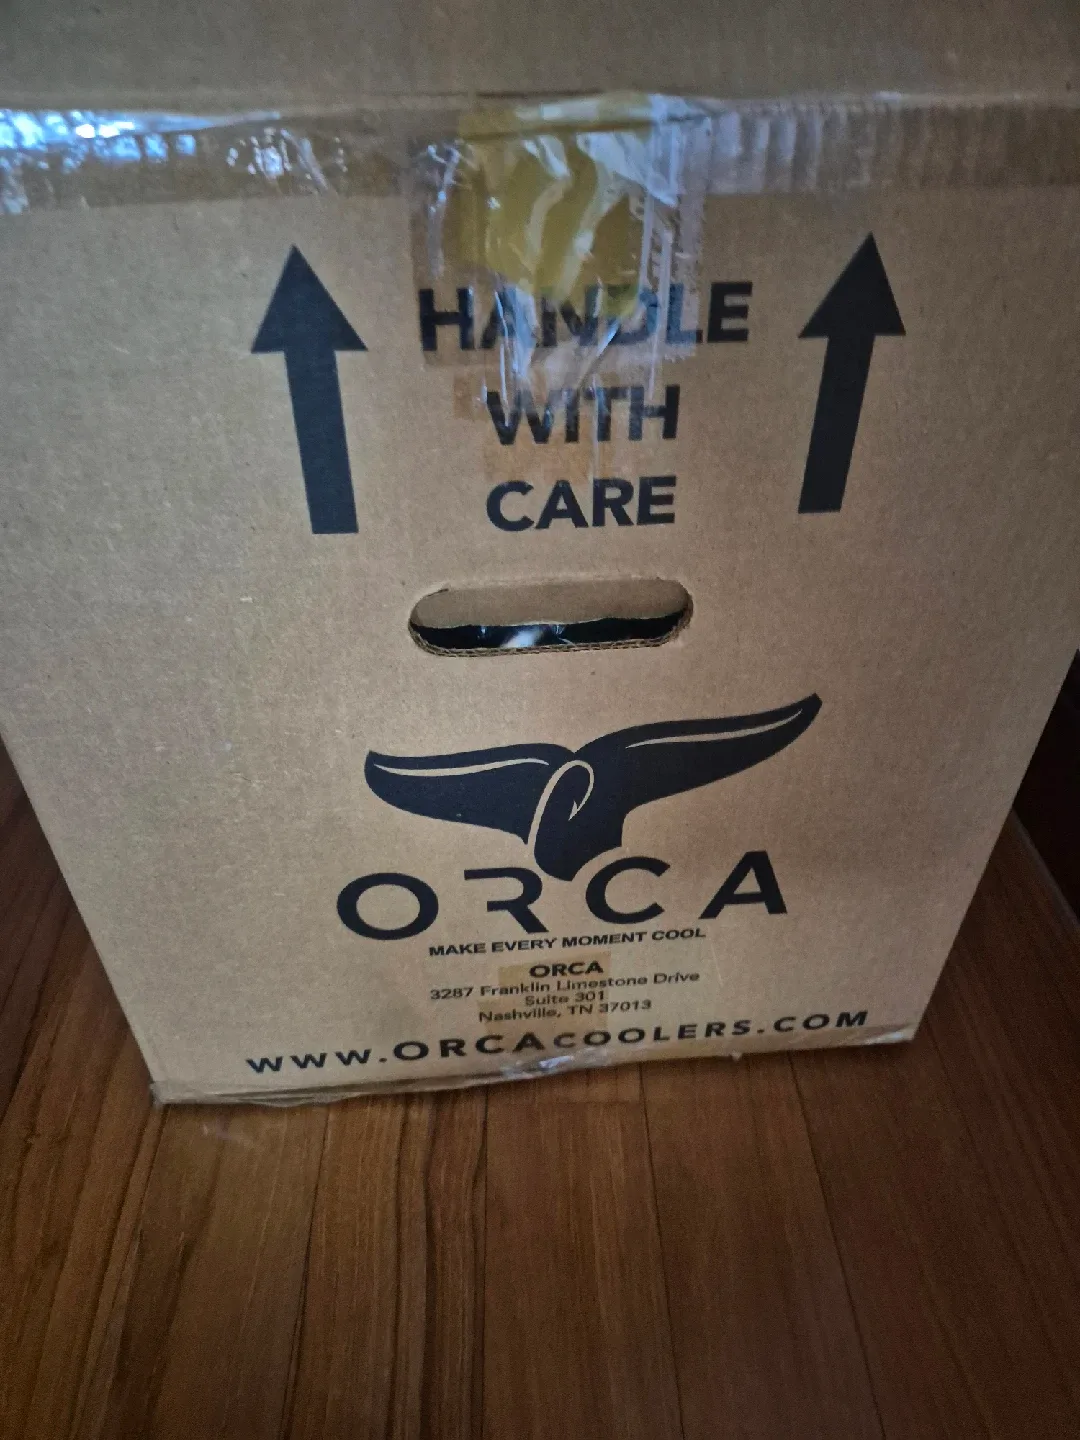 HANDLE
WITH
CARE
ORCA
MAKE EVERY MOMENT COOL
ORCA
3287 Franklin Limestone Drive
Suite 301
Nashville, TN 37013
WWW.ORCACOOLERS.COM